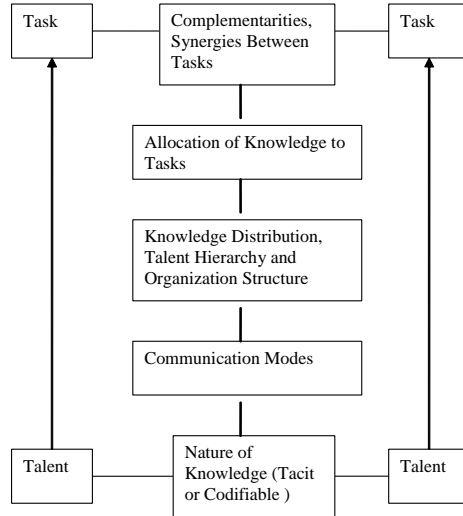 Task
Complementarities,
Synergies Between
Tasks
Task
Allocation of Knowledge to
Tasks
Knowledge Distribution,
Talent Hierarchy and
Organization Structure
Communication Modes
Talent
Nature of
Knowledge (Tacit
or Codifiable )
Talent